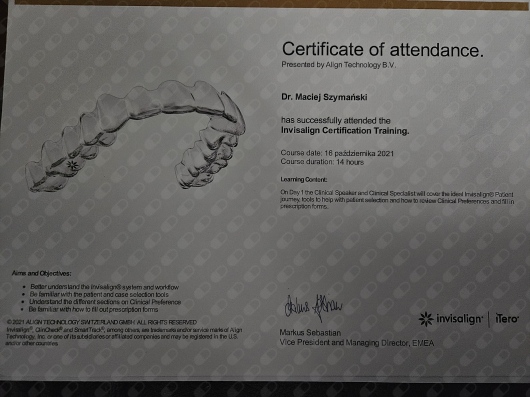 Certificate of attendance.
Presented by Align Technology B.V.
Dr. Maciej Szymański
has successfully attended the
Invisalign Certification Training.
Course date: 16 października 2021
Course duration: 14 hours
Learning Content:
On Day 1 the Clinical Speaker and Clinical Specialist will cover the ideal Invisalign® Patient
journey, tools to help with patient selection and how to review Clinical Preferences and fill in
prescription forms.
Aims and Objectives:
• Better understand the Invisalign® system and workflow
• Be familiar with the patient and case selection tools
• Understand the different sections on Clinical Preference
• Be familiar with how to fill out prescription forms
© 2021 ALIGN TECHNOLOGY SWITZERLAND GMBH. ALL RIGHTS RESERVED
Invisalign®, ClinCheck® and SmartTrack®, among others, are trademarks and/or service marks of Align
Technology, Inc. or one of its subsidiaries or affiliated companies and may be registered in the U.S.
and/or other countries.
Markus Sebastian
Vice President and Managing Director, EMEA
invisalign® | iTero®